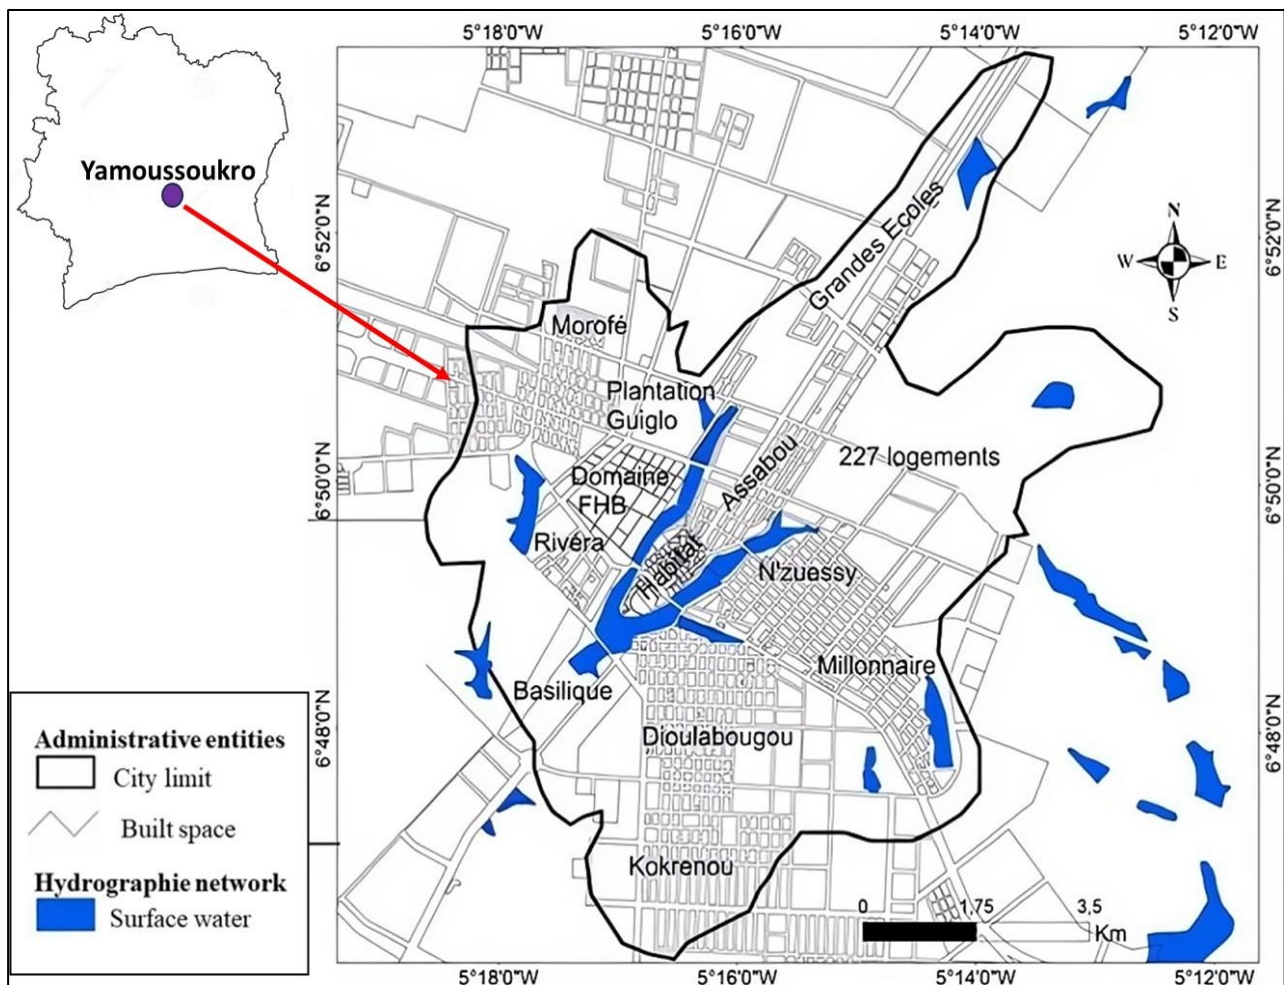 5°18'0"W
5°16'0"W
5°14'0"W
5°12'0"W
Yamoussoukro
6°52'0"N
6°52'0"N
N
W
E
S
Grandes Ecoles
Morofé
Plantation
Guiglo
227 logements
Assabou
6°50'0"N
6°50'0"N
Domaine
FHB
Rivéra
Habitat
N'zuessy
Millonnaire
Basilique
Dioulabougou
6°48'0"N
6°48'0"N
Kokrenou
Administrative entities
City limit
Built space
Hydrographie network
Surface water
0
1,75
3,5
Km
5°18'0"W
5°16'0"W
5°14'0"W
5°12'0"W